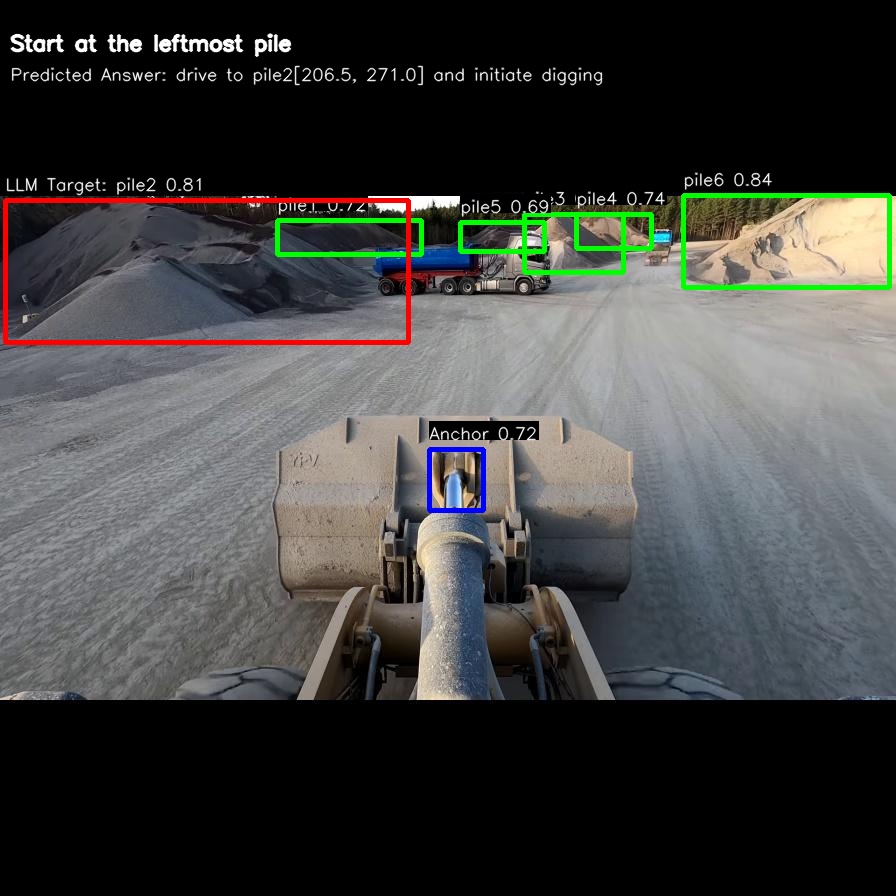 Start at the leftmost pile
Predicted Answer: drive to pile2[206.5, 271.0] and initiate digging
pile6 0.84
LLM Target: pile2 0.81
pile4 0.74
pile1 0.72
pile5 0.69
Anchor 0.72